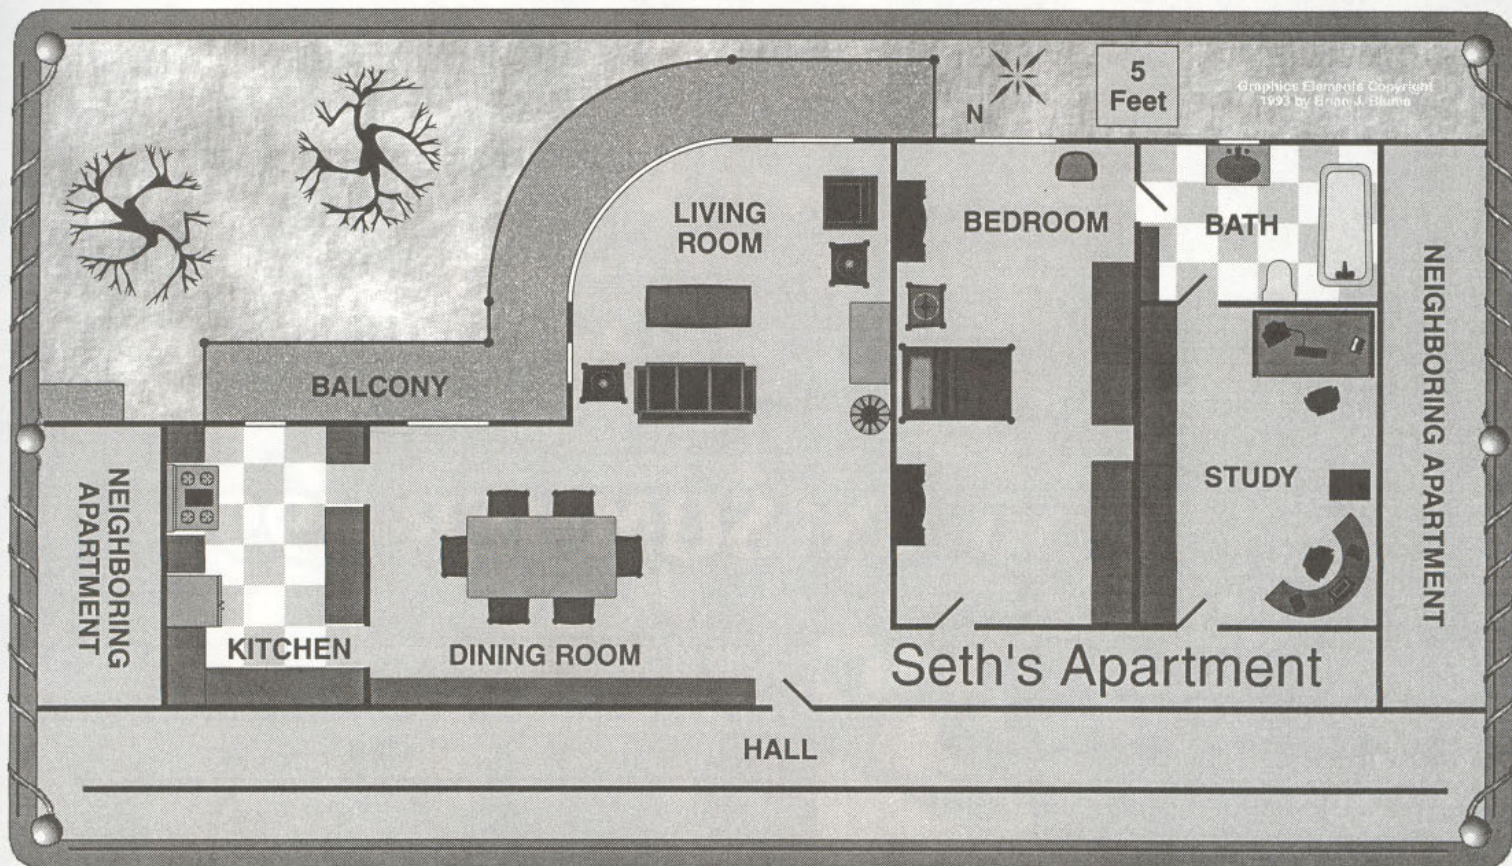 5
Feet
N
Graphics Elements Copyright
1993 by Brian J. Blume
LIVING
ROOM
BEDROOM
BATH
BALCONY
NEIGHBORING APARTMENT
STUDY
NEIGHBORING
APARTMENT
KITCHEN
DINING ROOM
Seth's Apartment
HALL